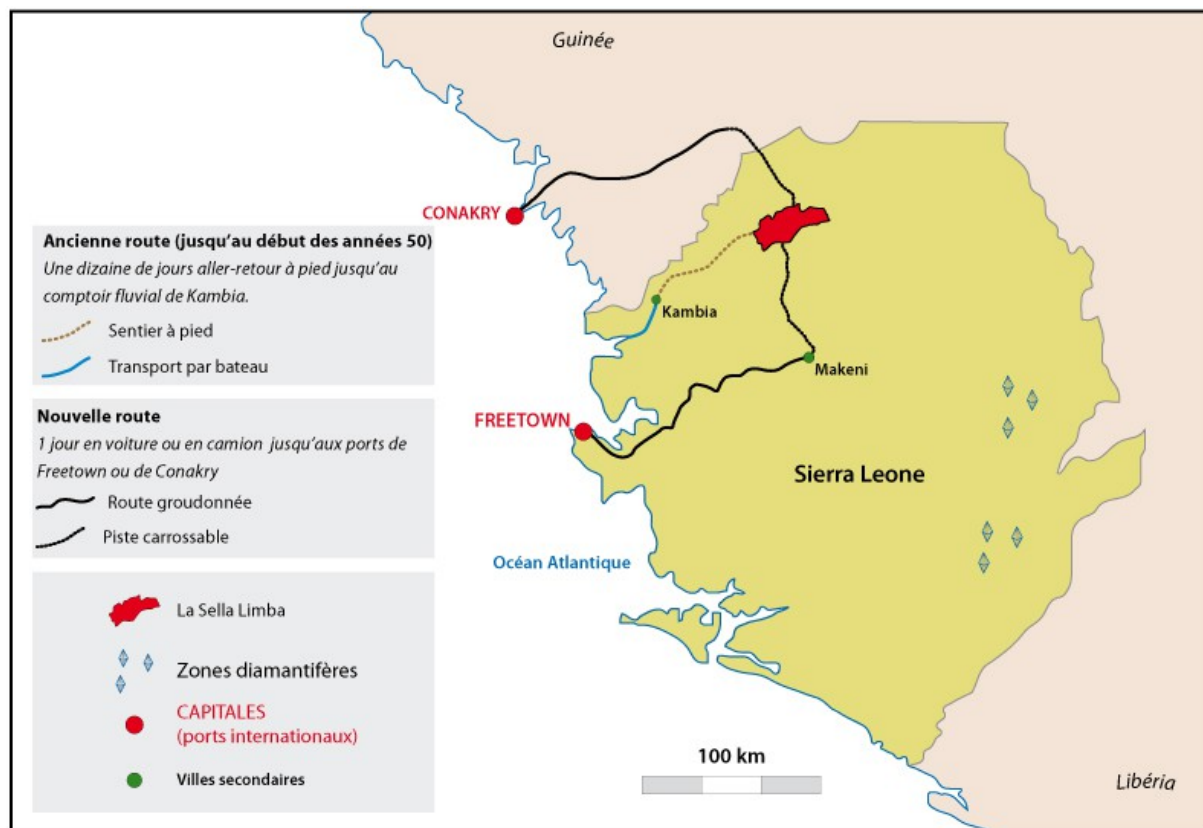 Guinée
CONAKRY
Ancienne route (jusqu'au début des années 50)
Une dizaine de jours aller-retour à pied jusqu'au
comptoir fluvial de Kambia.
Sentier à pied
Transport par bateau
Kambia
Makeni
Nouvelle route
1 jour en voiture ou en camion jusqu'aux ports de
Freetown ou de Conakry
Route groudonnée
Piste carrossable
FREETOWN
Sierra Leone
Océan Atlantique
La Sella Limba
Zones diamantifères
CAPITALES
(ports internationaux)
Villes secondaires
100 km
Libéria